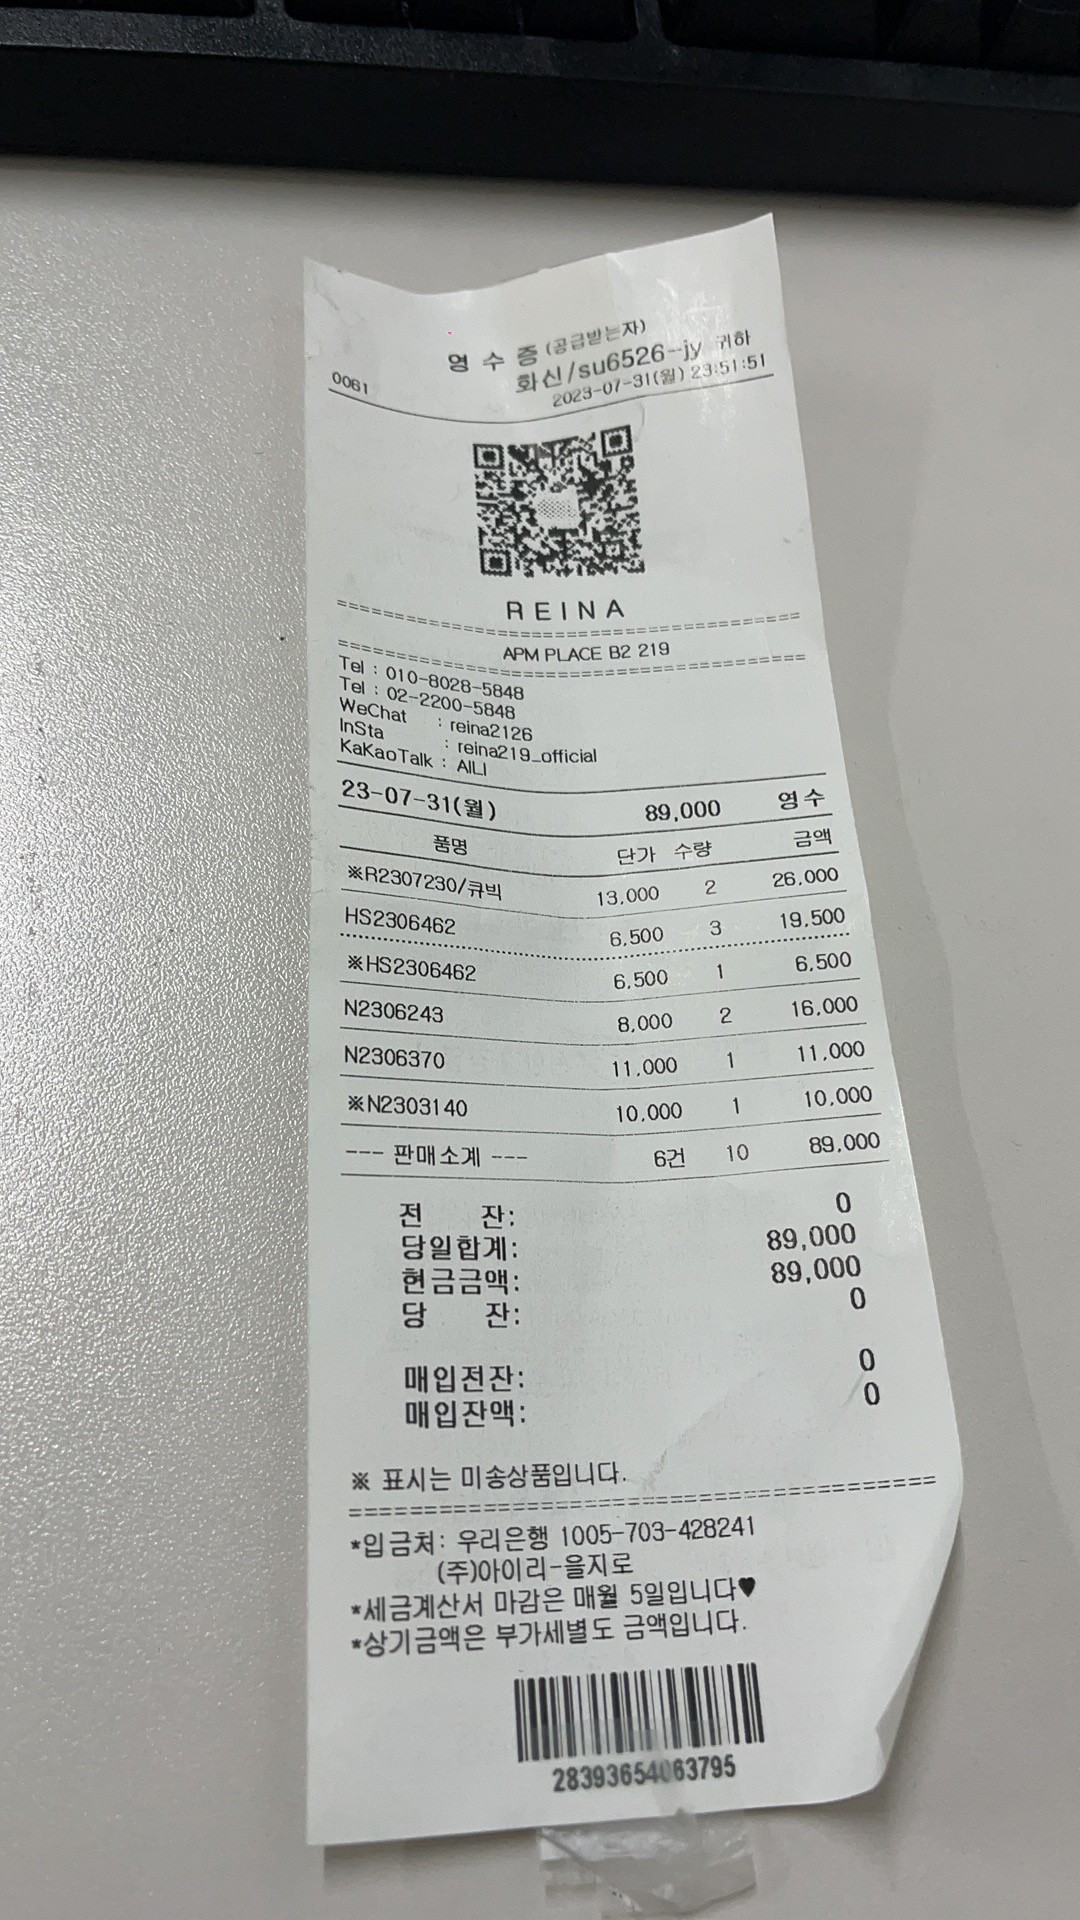 영 수 증 (공급받는자)
화신/su6526-jy 귀하
0061
2023-07-31(월) 23:51:51
REINA
==============================
APM PLACE B2 219
==============================
Tel : 010-8028-5848
Tel : 02-2200-5848
WeChat : reina2126
InSta : reina219_official
KaKaoTalk : AILI
23-07-31(월) 89,000 영수
품명 단가 수량 금액
※R2307230/큐빅 13,000 2 26,000
HS2306462 6,500 3 19,500
※HS2306462 6,500 1 6,500
N2306243 8,000 2 16,000
N2306370 11,000 1 11,000
※N2303140 10,000 1 10,000
--- 판매소계 --- 6건 10 89,000
전 잔: 0
당일합계: 89,000
현금금액: 89,000
당 잔: 0
매입전잔: 0
매입잔액: 0
※ 표시는 미송상품입니다.
==============================
*입금처: 우리은행 1005-703-428241
(주)아이리-을지로
*세금계산서 마감은 매월 5일입니다♥
*상기금액은 부가세별도 금액입니다.
28393654063795